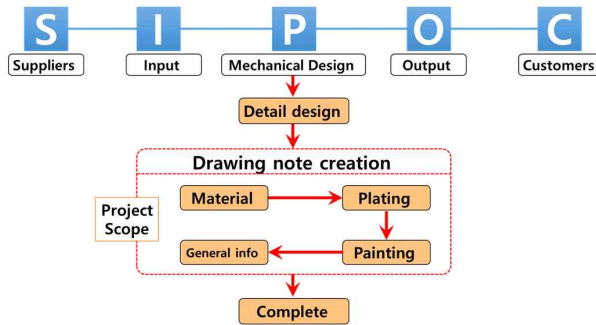 S I P O C
Suppliers Input Mechanical Design Output Customers
Detail design
Drawing note creation
Project
Scope
Material Plating
General info Painting
Complete